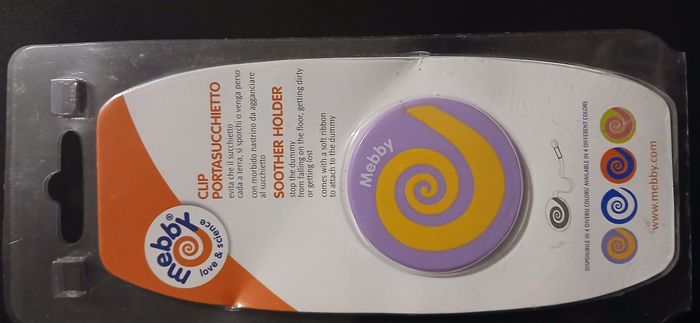 mebby®
love & science
CLIP
PORTASUCCHIETTO
evita che il succhietto
cada a terra, si sporchi o venga perso
con morbido nastrino da agganciare
al succhietto
SOOTHER HOLDER
stop the dummy
from falling on the floor, getting dirty
or getting lost
comes with a soft ribbon
to attach to the dummy
Mebby
DISPONIBILE IN 4 DIVERSI COLORI/ AVAILABLE IN 4 DIFFERENT COLORS
www.mebby.com